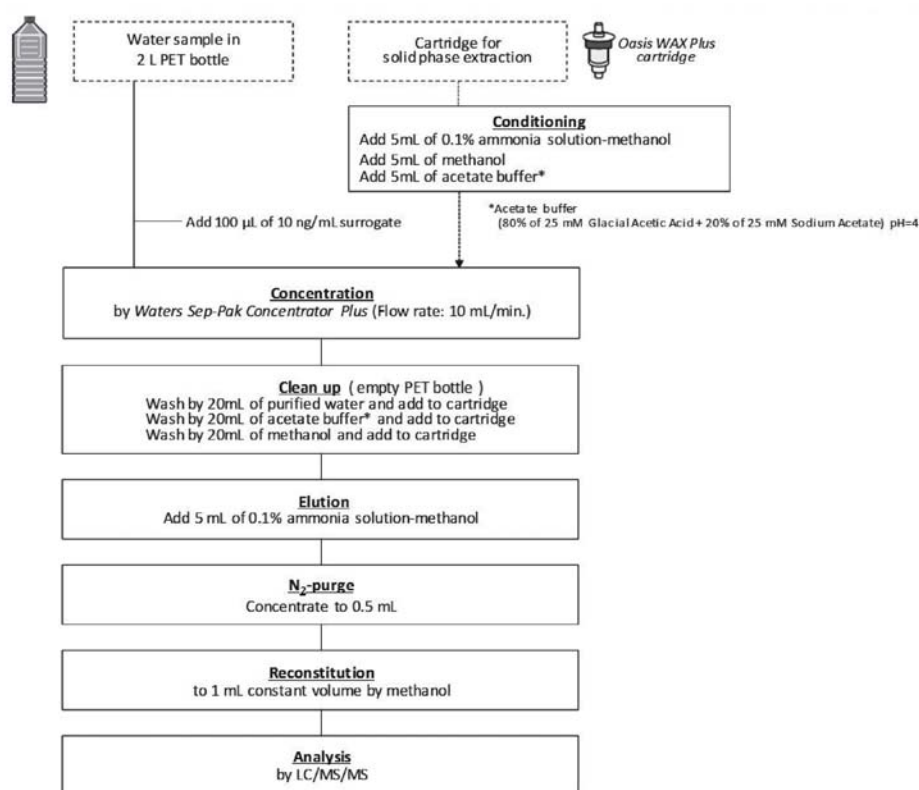 Water sample in
2 L PET bottle
Cartridge for
solid phase extraction
Oasis WAX Plus
cartridge
Conditioning
Add 5mL of 0.1% ammonia solution-methanol
Add 5mL of methanol
Add 5mL of acetate buffer*
Add 100 µL of 10 ng/mL surrogate
*Acetate buffer
(80% of 25 mM Glacial Acetic Acid + 20% of 25 mM Sodium Acetate) pH=4
Concentration
by Waters Sep-Pak Concentrator Plus (Flow rate: 10 mL/min.)
Clean up ( empty PET bottle )
Wash by 20mL of purified water and add to cartridge
Wash by 20mL of acetate buffer* and add to cartridge
Wash by 20mL of methanol and add to cartridge
Elution
Add 5 mL of 0.1% ammonia solution-methanol
N₂-purge
Concentrate to 0.5 mL
Reconstitution
to 1 mL constant volume by methanol
Analysis
by LC/MS/MS